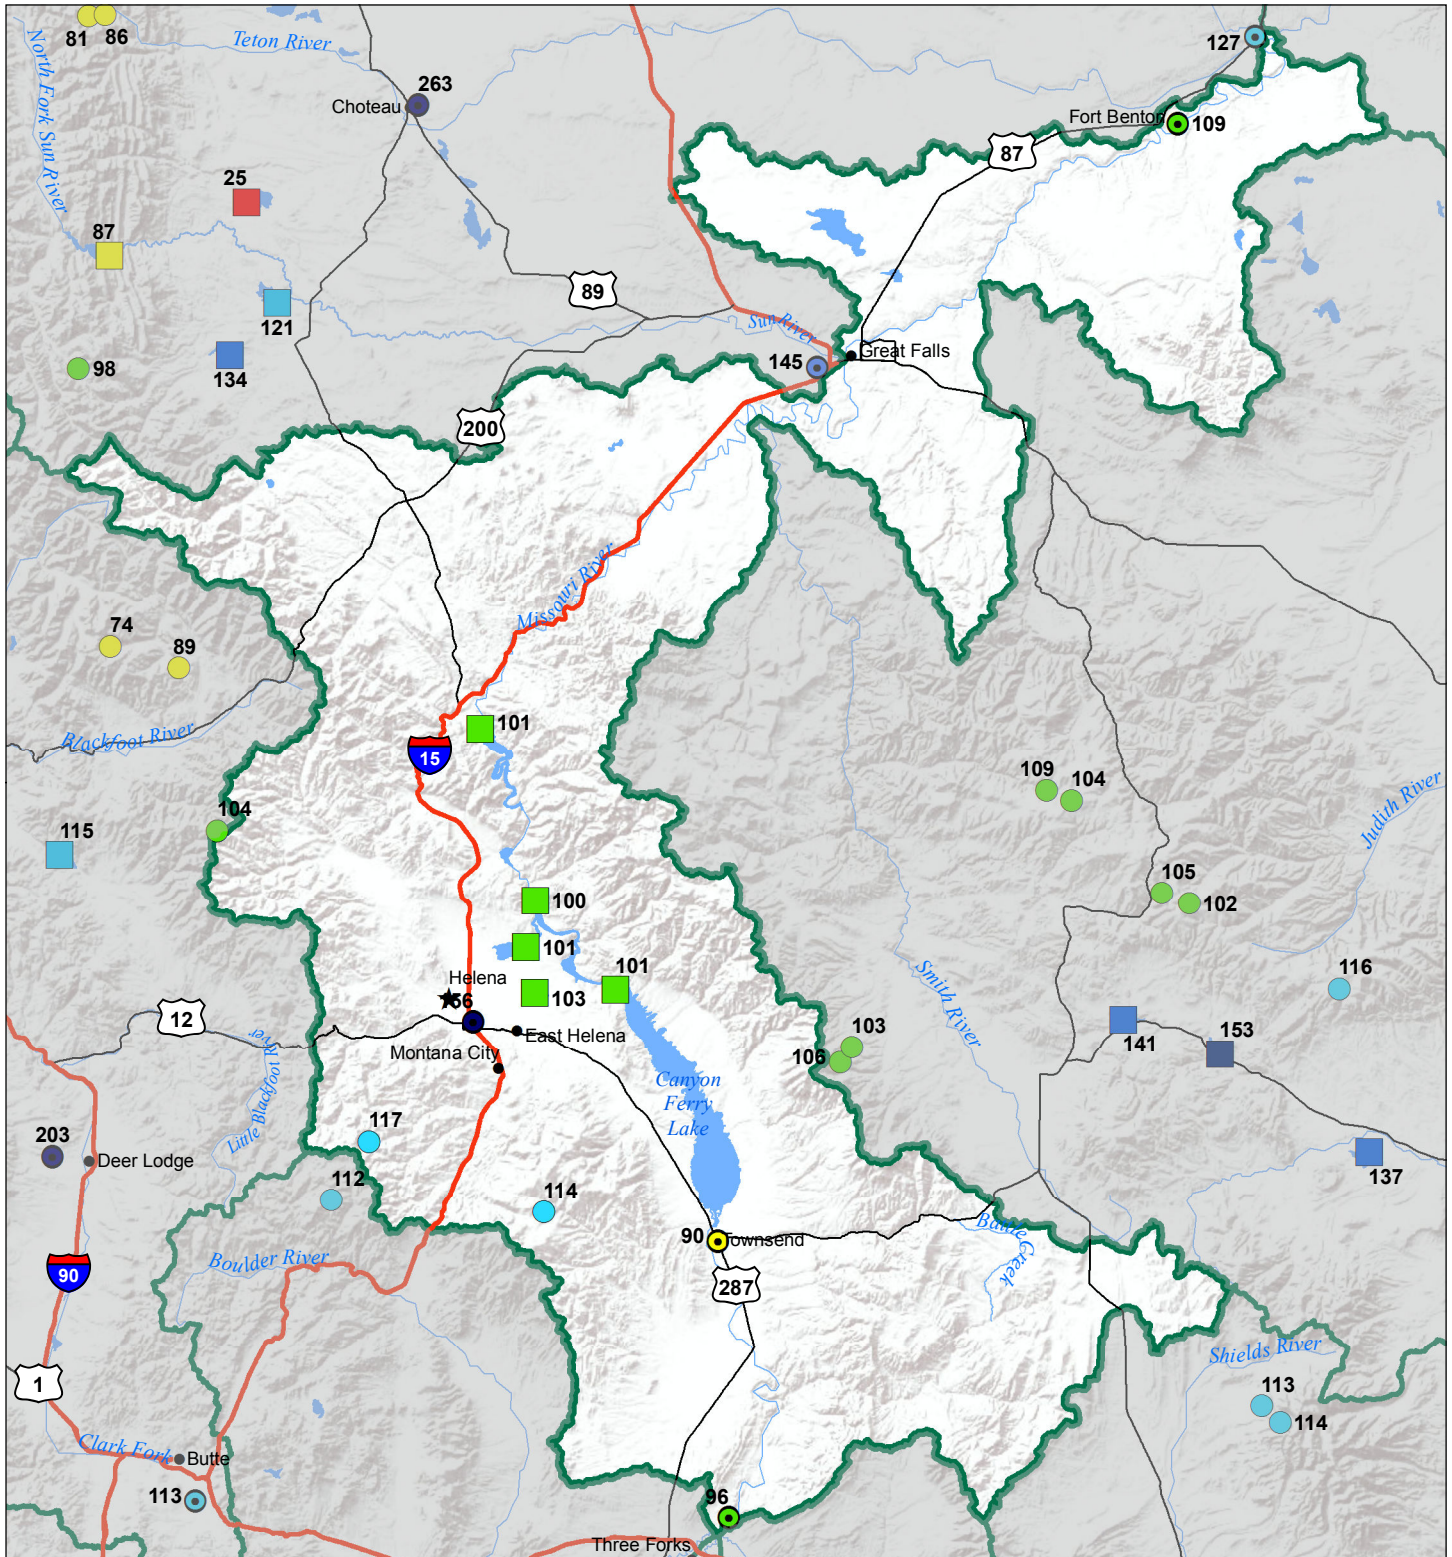 81
86
Teton River
127
North Fork Sun River
263
Choteau
Fort Benton
109
87
25
87
89
121
Sun River
Great Falls
145
98
134
200
Missouri River
74
89
Blackfoot River
101
15
109
104
Judith River
104
115
105
102
100
101
Smith River
101
116
Helena
103
12
East Helena
141
153
Montana City
103
106
Little Blackfoot River
Canyon
Ferry
Lake
117
203
Deer Lodge
137
112
114
90
Townsend
Battle Creek
Boulder River
90
287
Shields River
1
113
114
Clark Fork
Butte
113
96
Three Forks